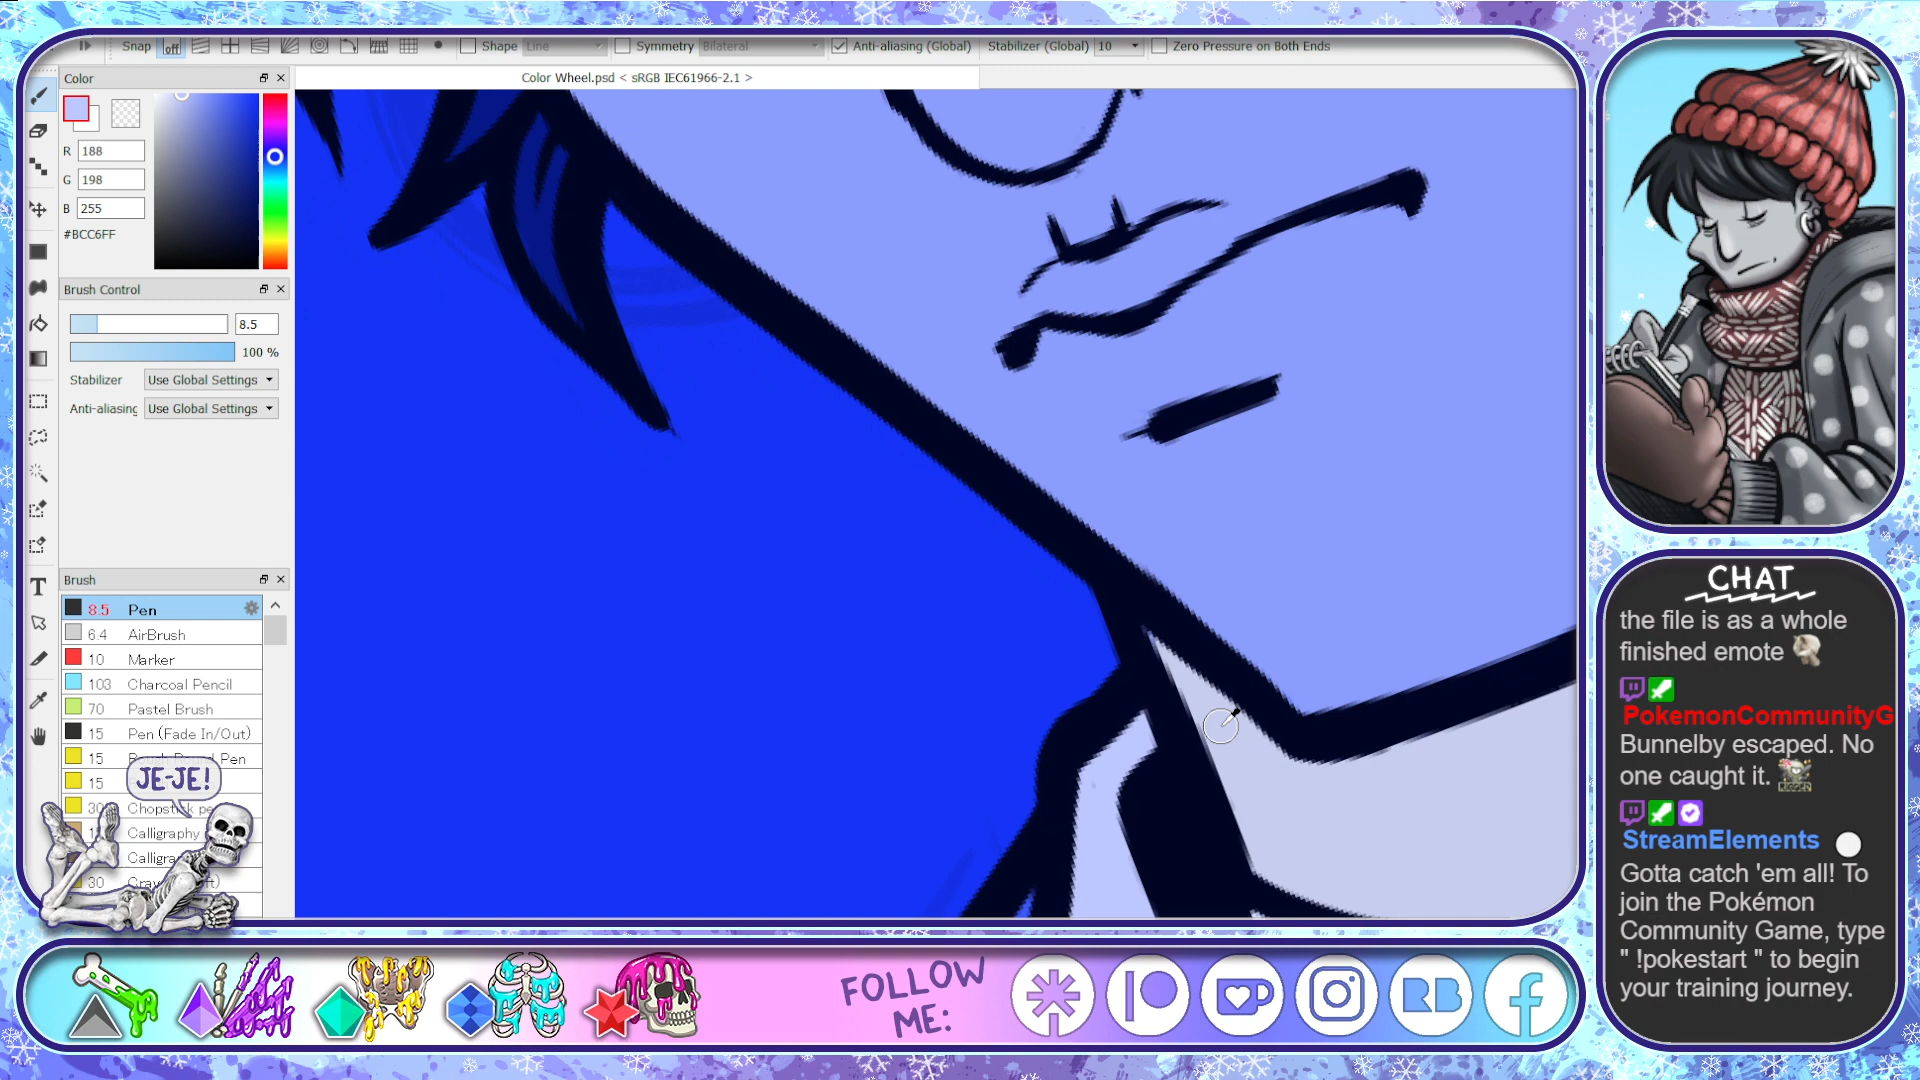 Snap off Shape Line Symmetry Bilateral Anti-aliasing (Global) Stabilizer (Global) 10 Zero Pressure on Both Ends
Color
Color Wheel.psd < sRGB IEC61966-2.1 >
R 188
G 198
B 255
#BCC6FF
Brush Control
8.5
100 %
Stabilizer Use Global Settings
Anti-aliasing Use Global Settings
Brush
8.5 Pen
6.4 AirBrush
10 Marker
103 Charcoal Pencil
70 Pastel Brush
15 Pen (Fade In/Out)
15 Pen
15
30 Chopstick pe
Calligraphy
Calligra
30
T
JE-JE!
FOLLOW
ME:
RB
CHAT
the file is as a whole
finished emote
PokemonCommunityG
Bunnelby escaped. No
one caught it.
StreamElements
Gotta catch 'em all! To
join the Pokémon
Community Game, type
" !pokestart " to begin
your training journey.